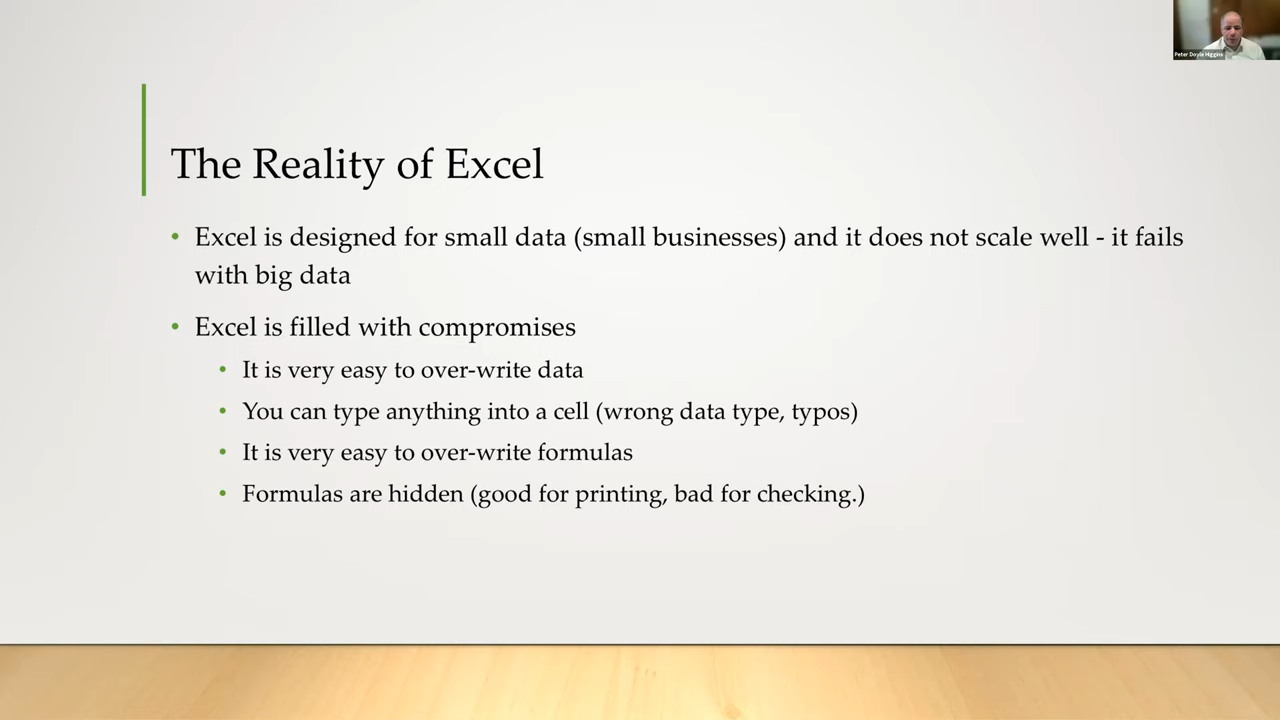 Peter Doyle Higgins
The Reality of Excel
• Excel is designed for small data (small businesses) and it does not scale well - it fails
with big data
• Excel is filled with compromises
• It is very easy to over-write data
• You can type anything into a cell (wrong data type, typos)
• It is very easy to over-write formulas
• Formulas are hidden (good for printing, bad for checking.)